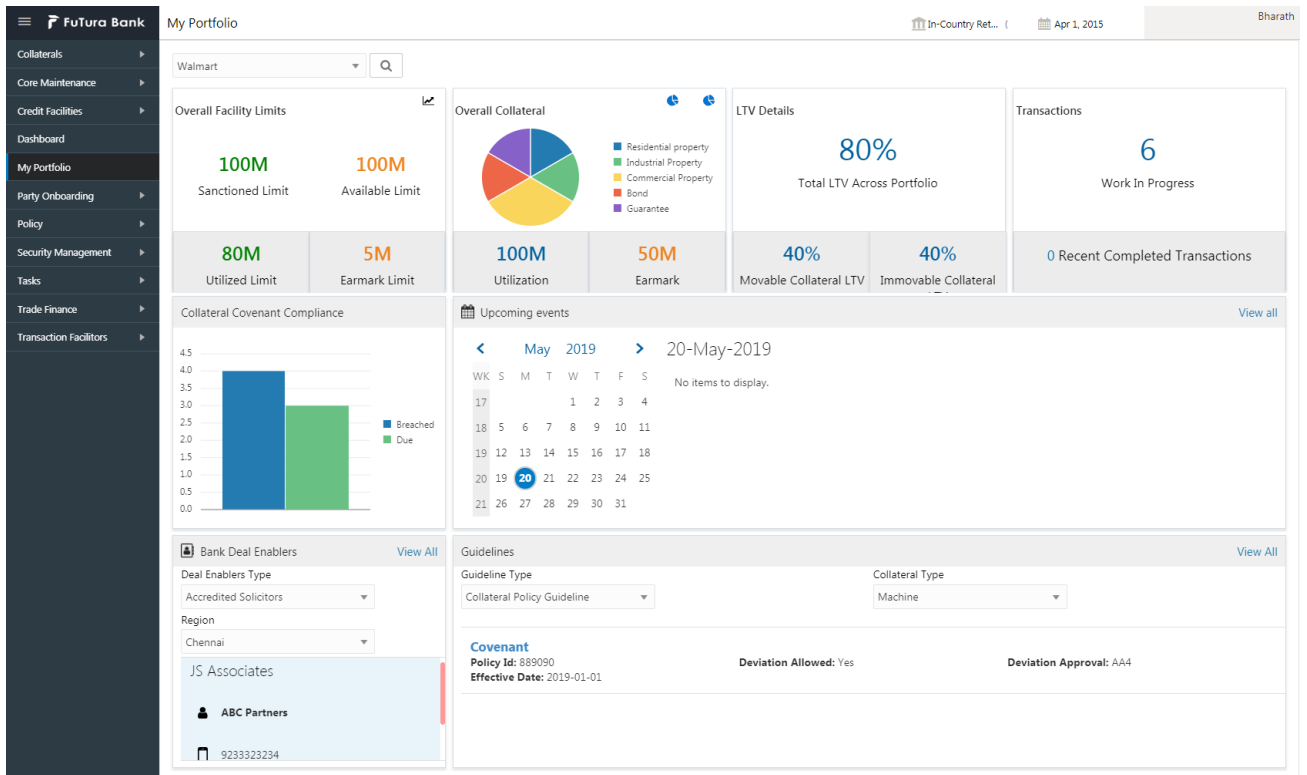 FuTura Bank
My Portfolio
In-Country Ret... (
Apr 1, 2015
Bharath
Collaterals
Core Maintenance
Credit Facilities
Dashboard
My Portfolio
Party Onboarding
Policy
Security Management
Tasks
Trade Finance
Transaction Facilitors
Walmart
Overall Facility Limits
100M
Sanctioned Limit
100M
Available Limit
80M
Utilized Limit
5M
Earmark Limit
Overall Collateral
Residential property
Industrial Property
Commercial Property
Bond
Guarantee
100M
Utilization
50M
Earmark
LTV Details
80%
Total LTV Across Portfolio
40%
Movable Collateral LTV
40%
Immovable Collateral
Transactions
6
Work In Progress
0 Recent Completed Transactions
Collateral Covenant Compliance
4.5
4.0
3.5
3.0
2.5
2.0
1.5
1.0
0.5
0.0
Breached
Due
Upcoming events
View all
May 2019
WK S M T W T F S
17 1 2 3 4
18 5 6 7 8 9 10 11
19 12 13 14 15 16 17 18
20 19 20 21 22 23 24 25
21 26 27 28 29 30 31
20-May-2019
No items to display.
Bank Deal Enablers
View All
Deal Enablers Type
Accredited Solicitors
Region
Chennai
JS Associates
ABC Partners
9233323234
Guidelines
View All
Guideline Type
Collateral Policy Guideline
Collateral Type
Machine
Covenant
Policy Id: 889090
Effective Date: 2019-01-01
Deviation Allowed: Yes
Deviation Approval: AA4